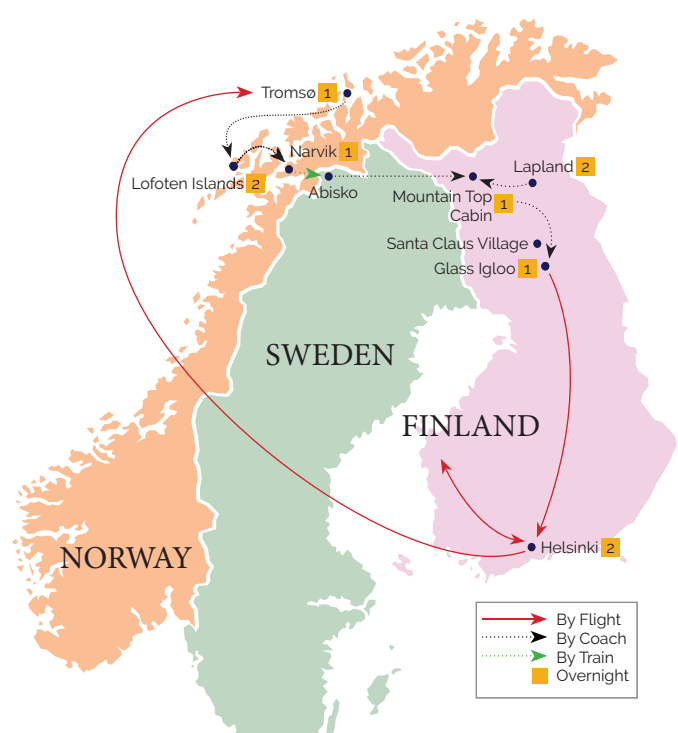 Tromsø 1
Narvik 1
Lofoten Islands 2
Abisko
Lapland 2
Mountain Top
Cabin 1
Santa Claus Village
Glass Igloo 1
SWEDEN
FINLAND
NORWAY
Helsinki 2
By Flight
By Coach
By Train
Overnight